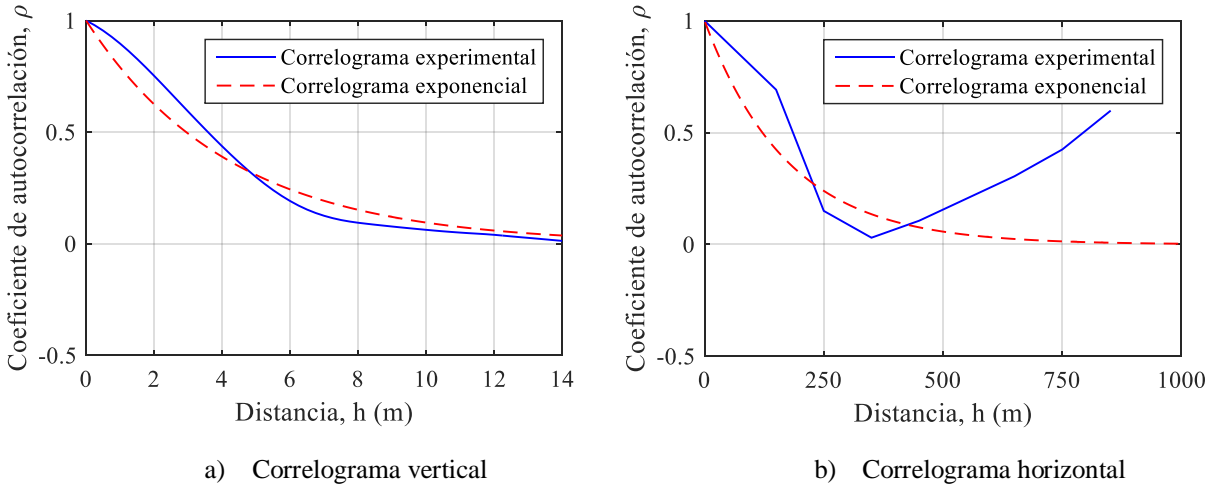 Coeficiente de autocorrelación, ρ
1
0.5
0
-0.5
Correlograma experimental
Correlograma exponencial
0 2 4 6 8 10 12 14
Distancia, h (m)
a) Correlograma vertical
Coeficiente de autocorrelación, ρ
1
0.5
0
-0.5
Correlograma experimental
Correlograma exponencial
0 250 500 750 1000
Distancia, h (m)
b) Correlograma horizontal